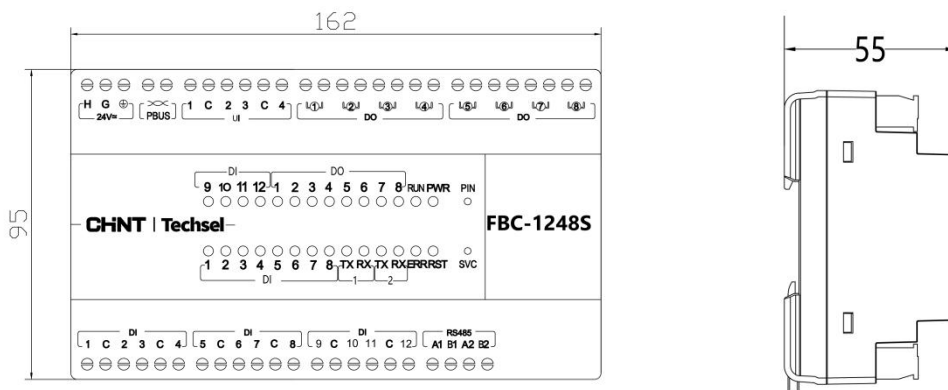 162
55
95
H G 1 C 2 3 C 4 1 2 3 4 5 6 7 8
24V≂ PBUS UI DO DO
DI DO
9 10 11 12 1 2 3 4 5 6 7 8 RUN PWR PIN
CHNT | Techsel
FBC-1248S
1 2 3 4 5 6 7 8 TX RX TX RX ERR RST SVC
DI 1 2
DI DI DI RS485
1 C 2 3 C 4 5 C 6 7 C 8 9 C 10 11 C 12 A1 B1 A2 B2